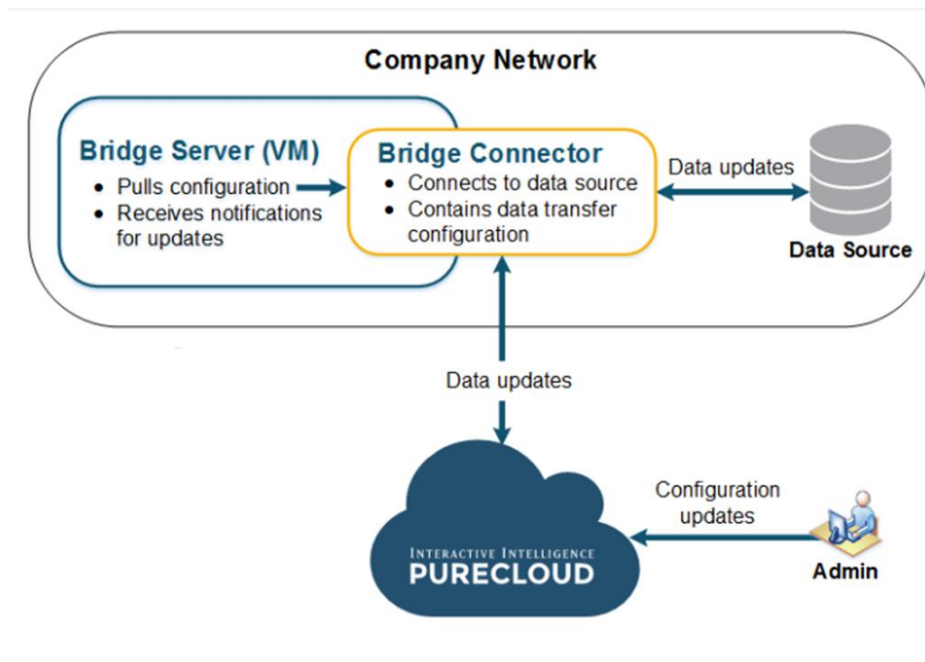 Company Network
Bridge Server (VM)
• Pulls configuration
• Receives notifications
for updates
Bridge Connector
• Connects to data source
• Contains data transfer
configuration
Data updates
Data Source
Data updates
INTERACTIVE INTELLIGENCE
PURECLOUD
Configuration
updates
Admin